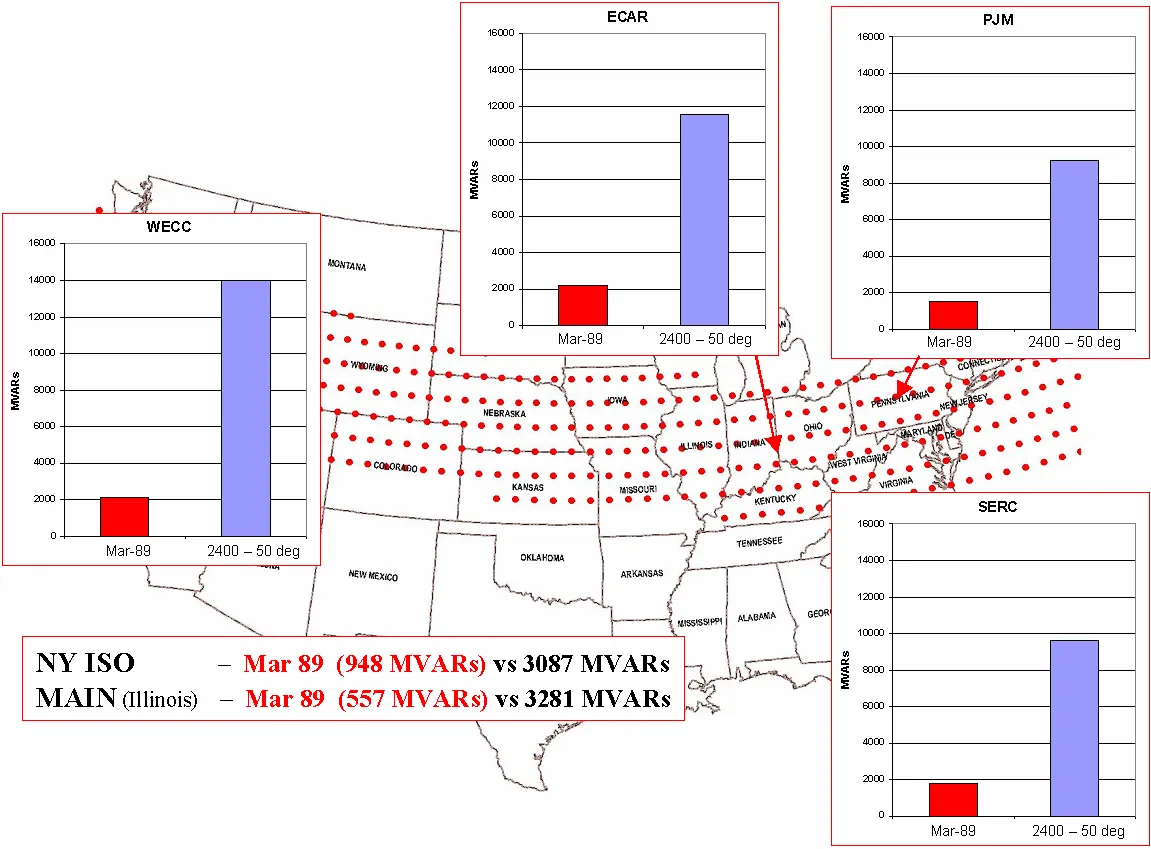 ECAR
16000
14000
12000
10000
8000
6000
4000
2000
0
MVARs
Mar-89 2400 – 50 deg
PJM
16000
14000
12000
10000
8000
6000
4000
2000
0
MVARs
Mar-89 2400 – 50 deg
WECC
16000
14000
12000
10000
8000
6000
4000
2000
0
MVARs
Mar-89 2400 – 50 deg
MONTANA
WYOMING
NEBRASKA
IOWA
COLORADO
KANSAS
MISSOURI
ILLINOIS
INDIANA
OHIO
PENNSYLVANIA
CONNECTI
NEW JERSEY
MARYLAND
DE
WEST VIRGINIA
VIRGINIA
KENTUCKY
TENNESSEE
NEW MEXICO
OKLAHOMA
ARKANSAS
MISSISSIPPI
ALABAMA
GEOR
SERC
16000
14000
12000
10000
8000
6000
4000
2000
0
MVARs
Mar-89 2400 – 50 deg
NY ISO – Mar 89 (948 MVARs) vs 3087 MVARs
MAIN (Illinois) – Mar 89 (557 MVARs) vs 3281 MVARs